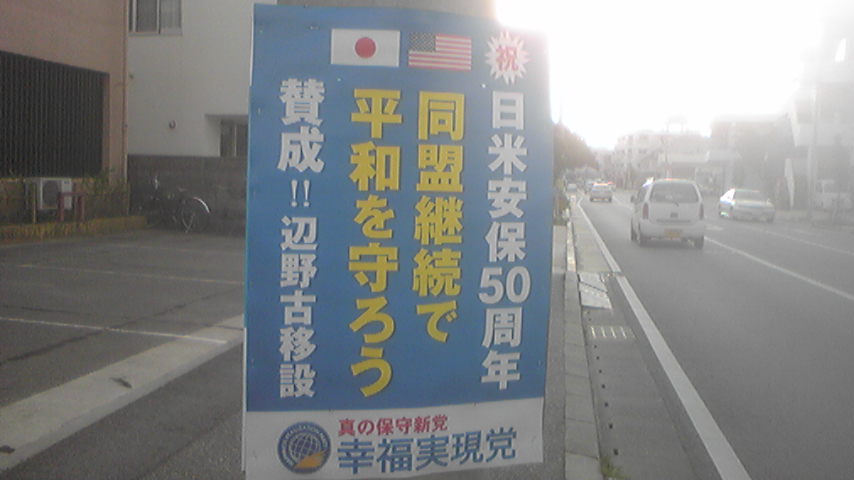 祝
日米安保50周年
同盟継続で
平和を守ろう
賛成!!辺野古移設
真の保守新党
幸福実現党